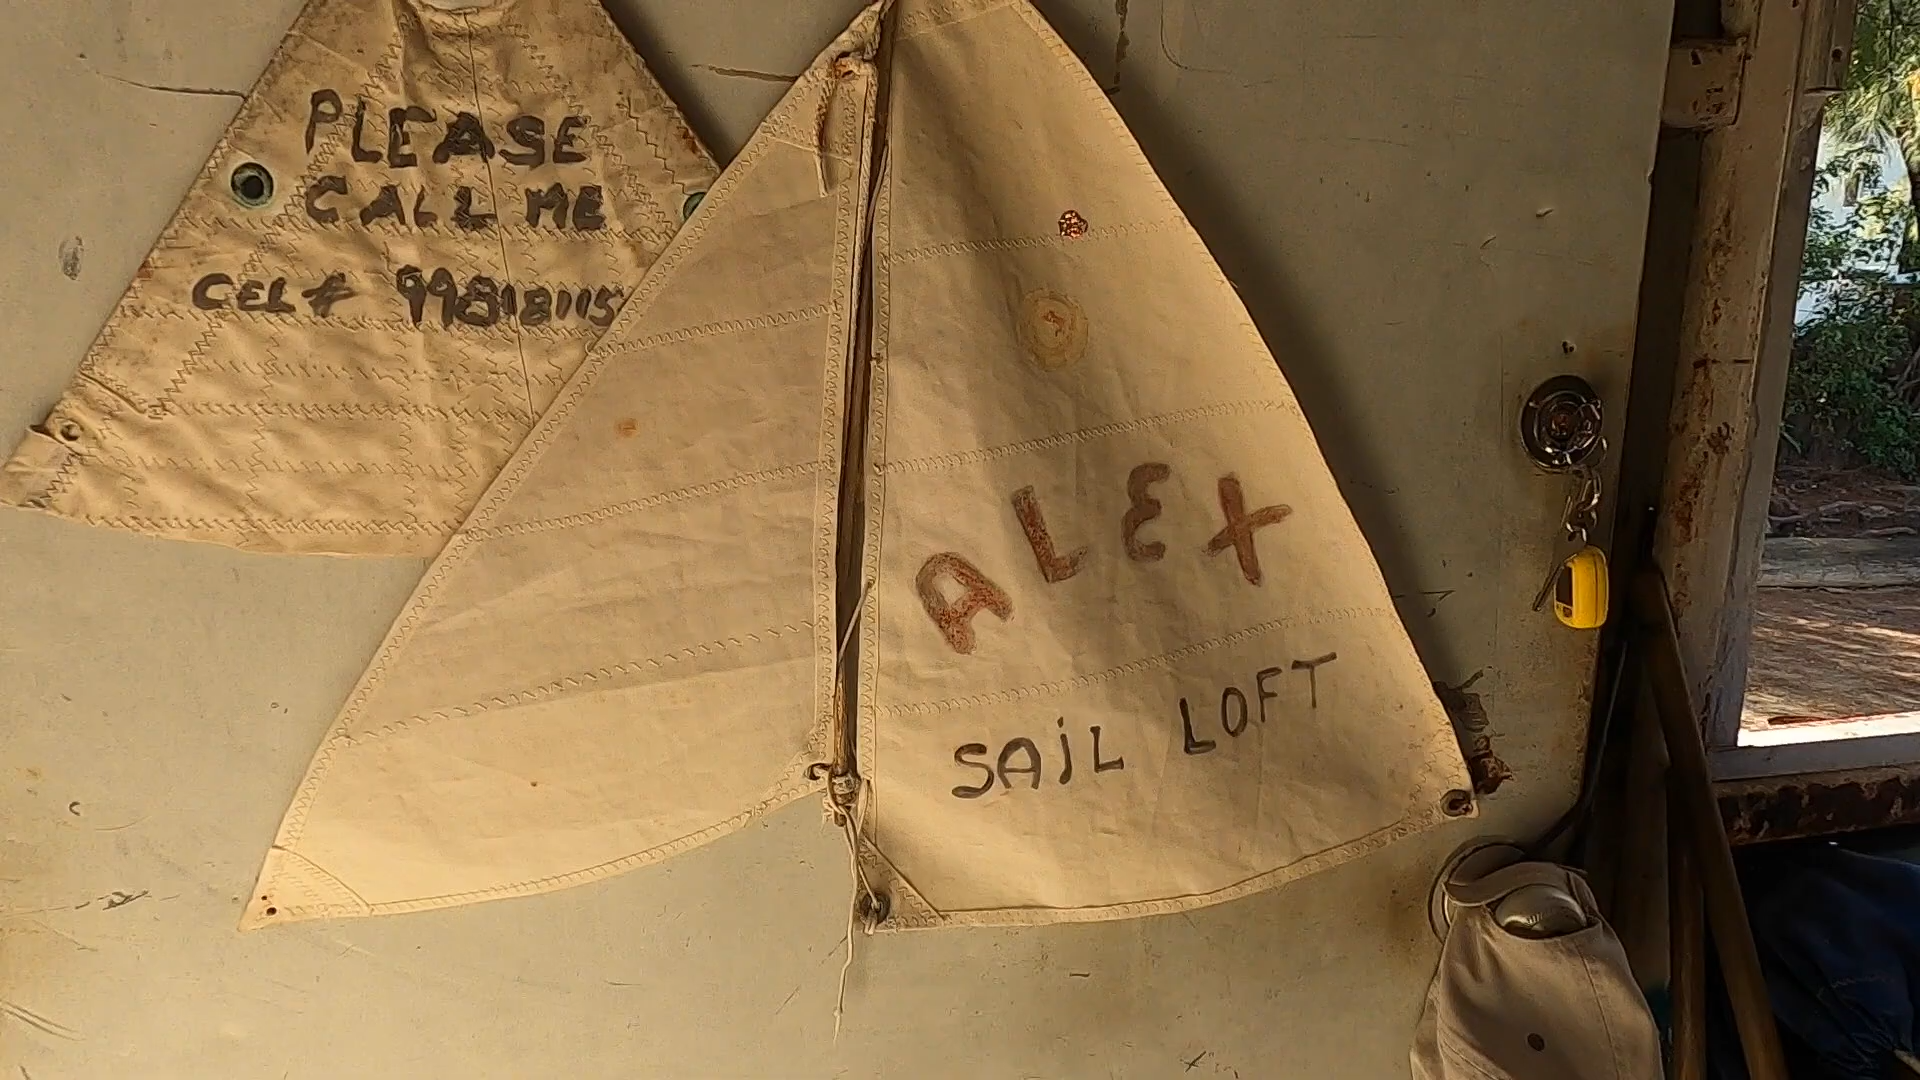 PLEASE
CALL ME
CEL # 99818115
ALEX
SAiL LOFT